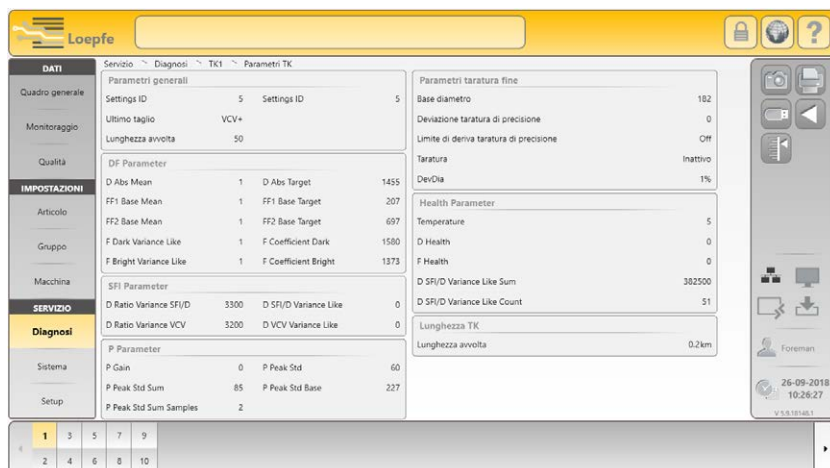 Loepfe
?
DATI
Quadro generale
Monitoraggio
Qualità
IMPOSTAZIONI
Articolo
Gruppo
Macchina
SERVIZIO
Diagnosi
Sistema
Setup
Servizio Diagnosi TK1 Parametri TK
Parametri generali
Settings ID 5 Settings ID 5
Ultimo taglio VCV+
Lunghezza avvolta 50
DF Parameter
D Abs Mean 1 D Abs Target 1455
FF1 Base Mean 1 FF1 Base Target 207
FF2 Base Mean 1 FF2 Base Target 697
F Dark Variance Like 1 F Coefficient Dark 1580
F Bright Variance Like 1 F Coefficient Bright 1373
SFI Parameter
D Ratio Variance SFI/D 3300 D SFI/D Variance Like 0
D Ratio Variance VCV 3200 D VCV Variance Like 0
P Parameter
P Gain 0 P Peak Std 60
P Peak Std Sum 85 P Peak Std Base 227
P Peak Std Sum Samples 2
Parametri taratura fine
Base diametro 182
Deviazione taratura di precisione 0
Limite di deriva taratura di precisione Off
Taratura Inattivo
DevDia 1%
Health Parameter
Temperature 5
D Health 0
F Health 0
D SFI/D Variance Like Sum 382500
D SFI/D Variance Like Count 51
Lunghezza TK
Lunghezza avvolta 0.2km
Foreman
26-09-2018
10:26:27
1 3 5 7 9
2 4 6 8 10